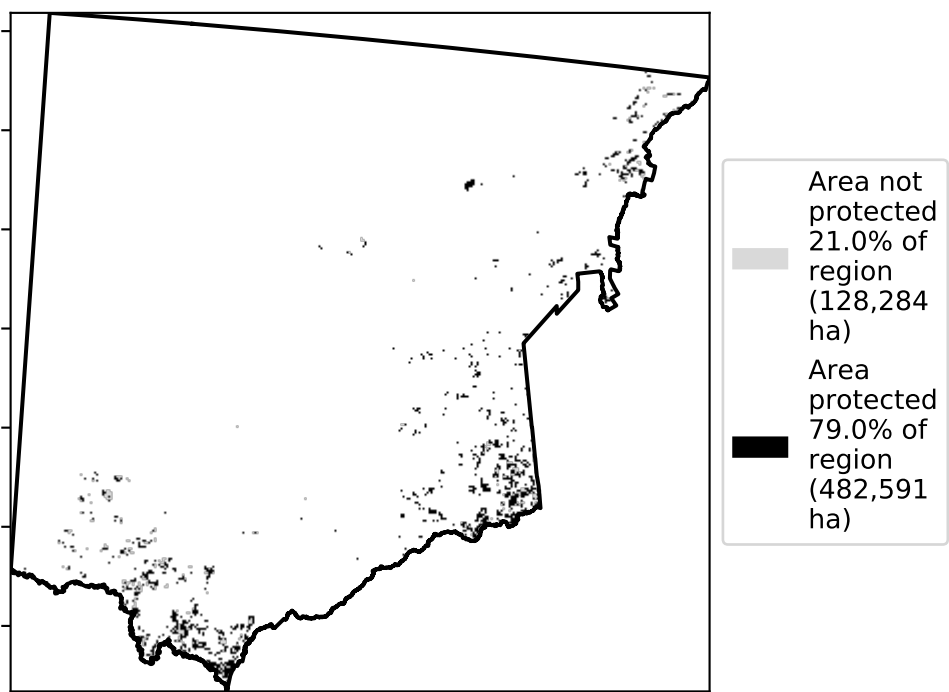 Area not
protected
21.0% of
region
(128,284
ha)
Area
protected
79.0% of
region
(482,591
ha)